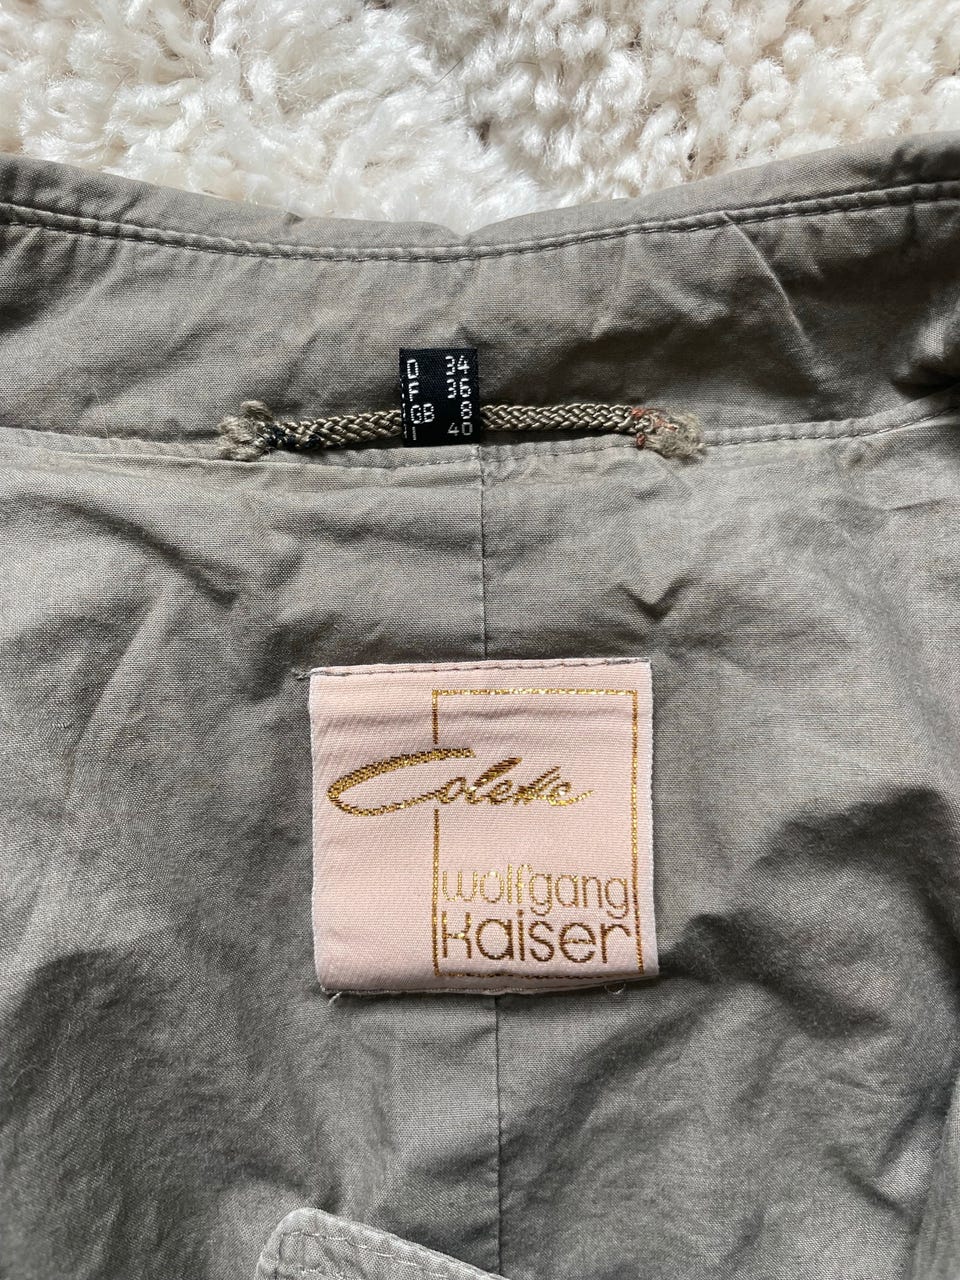 D 34
F 36
GB 8
I 40
Colette
wolfgang
kaiser